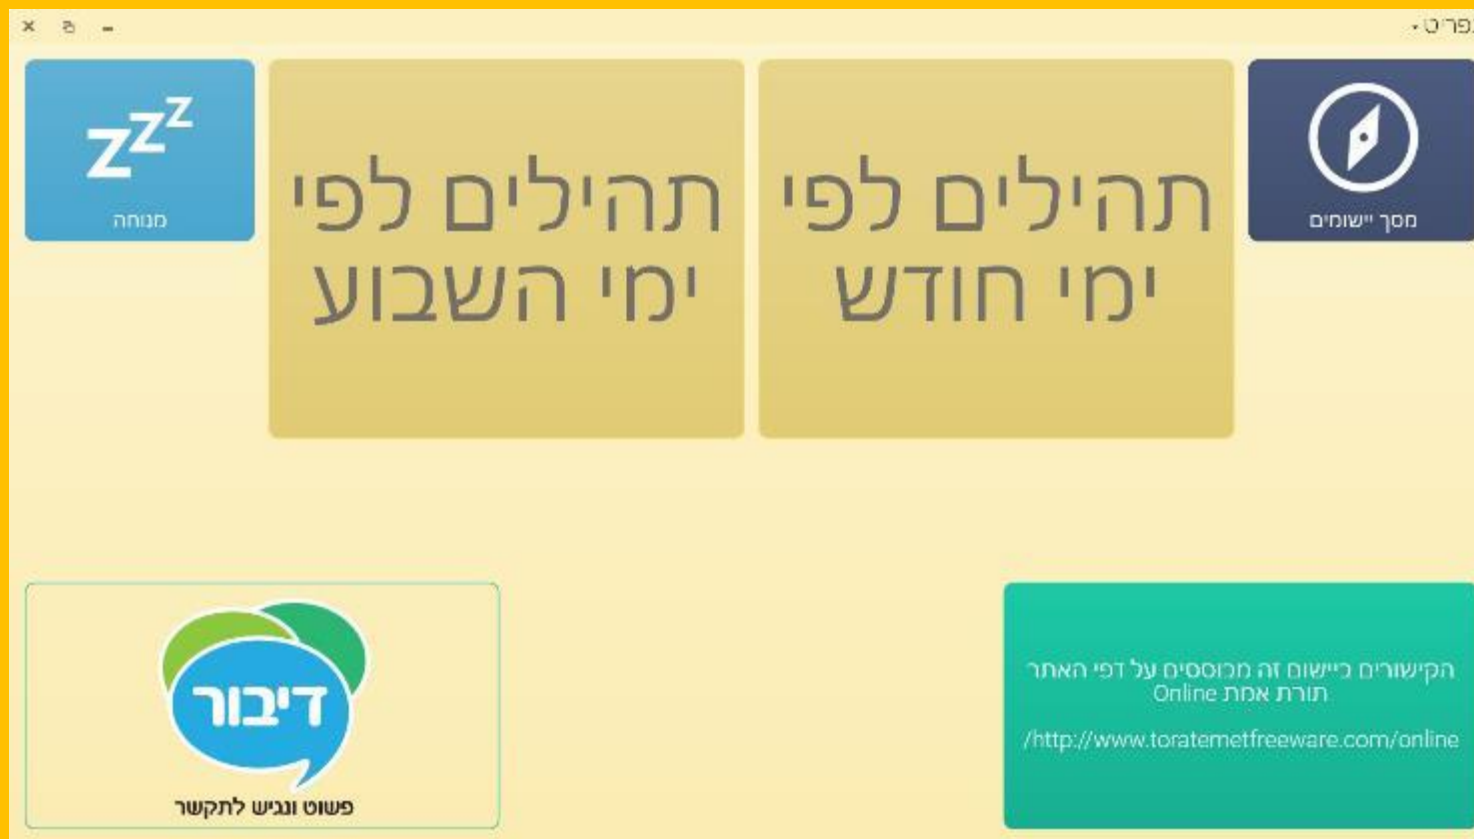 תפריט
מסך יישומים
תהילים לפי
ימי חודש
תהילים לפי
ימי השבוע
zzz
מנוחה
הקישורים ביישום זה מבוססים על דפי האתר
תורת אמת Online
http://www.toratemetfreeware.com/online/
דיבור
פשוט ונגיש לתקשר